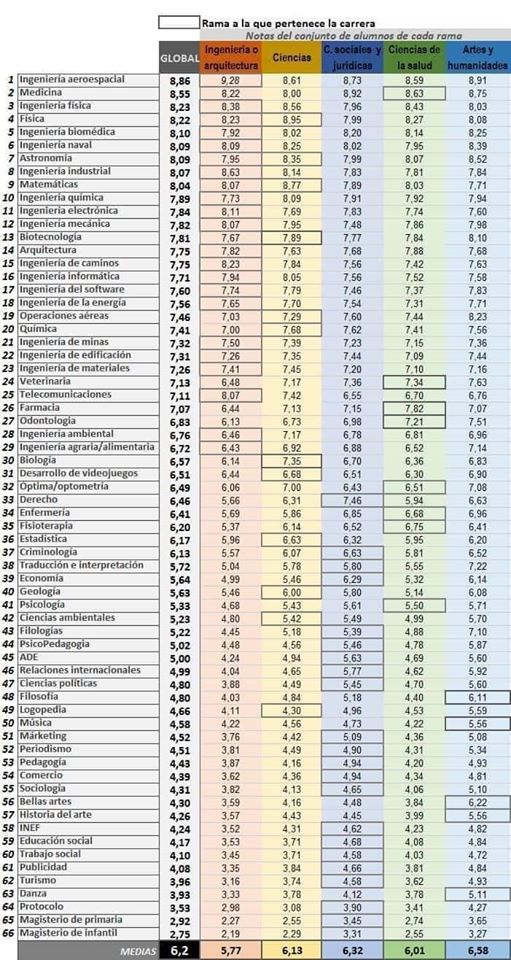 Rama a la que pertenece la carrera
Notas del conjunto de alumnos de cada rama
GLOBAL Ingeniería o arquitectura Ciencias C. sociales y jurídicas Ciencias de la salud Artes y humanidades
1 Ingeniería aeroespacial 8,86 9,28 8,61 8,73 8,59 8,91
2 Medicina 8,55 8,22 8,00 8,92 8,63 8,75
3 Ingeniería física 8,23 8,38 8,56 7,96 8,43 8,03
4 Física 8,22 8,23 8,95 7,99 8,27 8,08
5 Ingeniería biomédica 8,10 7,92 8,02 8,20 8,14 8,25
6 Ingeniería naval 8,09 8,09 8,25 8,02 7,95 8,39
7 Astronomía 8,09 7,95 8,35 7,99 8,07 8,52
8 Ingeniería industrial 8,07 8,63 8,14 7,83 7,81 7,84
9 Matemáticas 8,04 8,07 8,77 7,89 8,03 7,71
10 Ingeniería química 7,89 7,73 8,09 7,91 7,92 7,94
11 Ingeniería electrónica 7,84 8,11 7,69 7,83 7,74 7,60
12 Ingeniería mecánica 7,82 8,07 7,95 7,48 7,86 7,98
13 Biotecnología 7,81 7,67 7,89 7,77 7,84 8,10
14 Arquitectura 7,75 7,82 7,63 7,68 7,88 7,68
15 Ingeniería de caminos 7,75 8,23 7,84 7,56 7,42 7,63
16 Ingeniería informática 7,71 7,94 8,05 7,56 7,52 7,58
17 Ingeniería del software 7,60 7,74 7,79 7,46 7,37 7,83
18 Ingeniería de la energía 7,56 7,65 7,70 7,54 7,31 7,71
19 Operaciones aéreas 7,46 7,03 7,29 7,60 7,44 8,23
20 Química 7,41 7,00 7,68 7,62 7,41 7,56
21 Ingeniería de minas 7,32 7,50 7,39 7,23 7,15 7,36
22 Ingeniería de edificación 7,31 7,26 7,35 7,44 7,09 7,44
23 Ingeniería de materiales 7,26 7,41 7,45 7,20 7,10 7,16
24 Veterinaria 7,13 6,48 7,17 7,36 7,34 7,63
25 Telecomunicaciones 7,11 8,07 7,42 6,55 6,70 6,76
26 Farmacia 7,07 6,44 7,13 7,15 7,82 7,07
27 Odontología 6,83 6,13 6,73 6,98 7,21 7,51
28 Ingeniería ambiental 6,76 6,46 7,17 6,78 6,81 6,96
29 Ingeniería agraria/alimentaria 6,72 6,43 6,92 6,88 6,52 7,14
30 Biología 6,57 6,14 7,35 6,70 6,36 6,83
31 Desarrollo de videojuegos 6,51 6,44 6,68 6,51 6,30 6,90
32 Óptima/optometría 6,49 6,06 7,00 6,43 6,51 7,08
33 Derecho 6,46 5,66 6,31 7,46 5,94 6,63
34 Enfermería 6,41 5,69 5,86 6,85 6,68 6,96
35 Fisioterapia 6,20 5,37 6,14 6,52 6,75 6,41
36 Estadística 6,17 5,96 6,63 6,32 5,95 6,20
37 Criminología 6,13 5,57 6,07 6,63 5,81 6,52
38 Traducción e interpretación 5,72 5,04 5,78 5,80 5,55 7,22
39 Economía 5,64 4,99 5,46 6,29 5,32 6,14
40 Geología 5,63 5,46 6,00 5,80 5,14 6,08
41 Psicología 5,33 4,68 5,43 5,61 5,50 5,71
42 Ciencias ambientales 5,23 4,80 5,42 5,49 4,99 5,70
43 Filologías 5,22 4,45 5,18 5,39 4,88 7,10
44 PsicoPedagogía 5,02 4,48 4,56 5,46 4,78 5,87
45 ADE 5,00 4,24 4,94 5,63 4,69 5,60
46 Relaciones internacionales 4,99 4,04 4,65 5,77 4,62 5,92
47 Ciencias políticas 4,80 3,88 4,49 5,45 4,70 5,60
48 Filosofía 4,80 4,03 4,84 5,18 4,40 6,11
49 Logopedia 4,66 4,11 4,30 4,96 4,53 5,59
50 Música 4,58 4,22 4,56 4,73 4,22 5,56
51 Márketing 4,52 3,76 4,42 5,09 4,36 5,08
52 Periodismo 4,51 3,81 4,49 4,90 4,31 5,34
53 Pedagogía 4,43 3,87 4,16 4,94 4,20 4,93
54 Comercio 4,39 3,62 4,36 4,94 4,34 4,81
55 Sociología 4,31 3,82 4,13 4,65 4,06 5,10
56 Bellas artes 4,30 3,59 4,16 4,48 3,84 6,22
57 Historia del arte 4,26 3,57 4,43 4,45 3,99 5,56
58 INEF 4,24 3,52 4,31 4,62 4,23 4,82
59 Educación social 4,17 3,53 3,71 4,68 4,08 4,84
60 Trabajo social 4,10 3,45 3,71 4,58 4,03 4,72
61 Publicidad 4,08 3,35 3,84 4,66 3,81 4,84
62 Turismo 3,96 3,16 3,74 4,58 3,62 4,93
63 Danza 3,93 3,33 3,78 4,12 3,78 5,11
64 Protocolo 3,53 2,98 3,08 3,90 3,41 4,27
65 Magisterio de primaria 2,92 2,27 2,55 3,45 2,74 3,65
66 Magisterio de infantil 2,75 2,19 2,29 3,31 2,55 3,27
MEDIAS 6,2 5,77 6,13 6,32 6,01 6,58